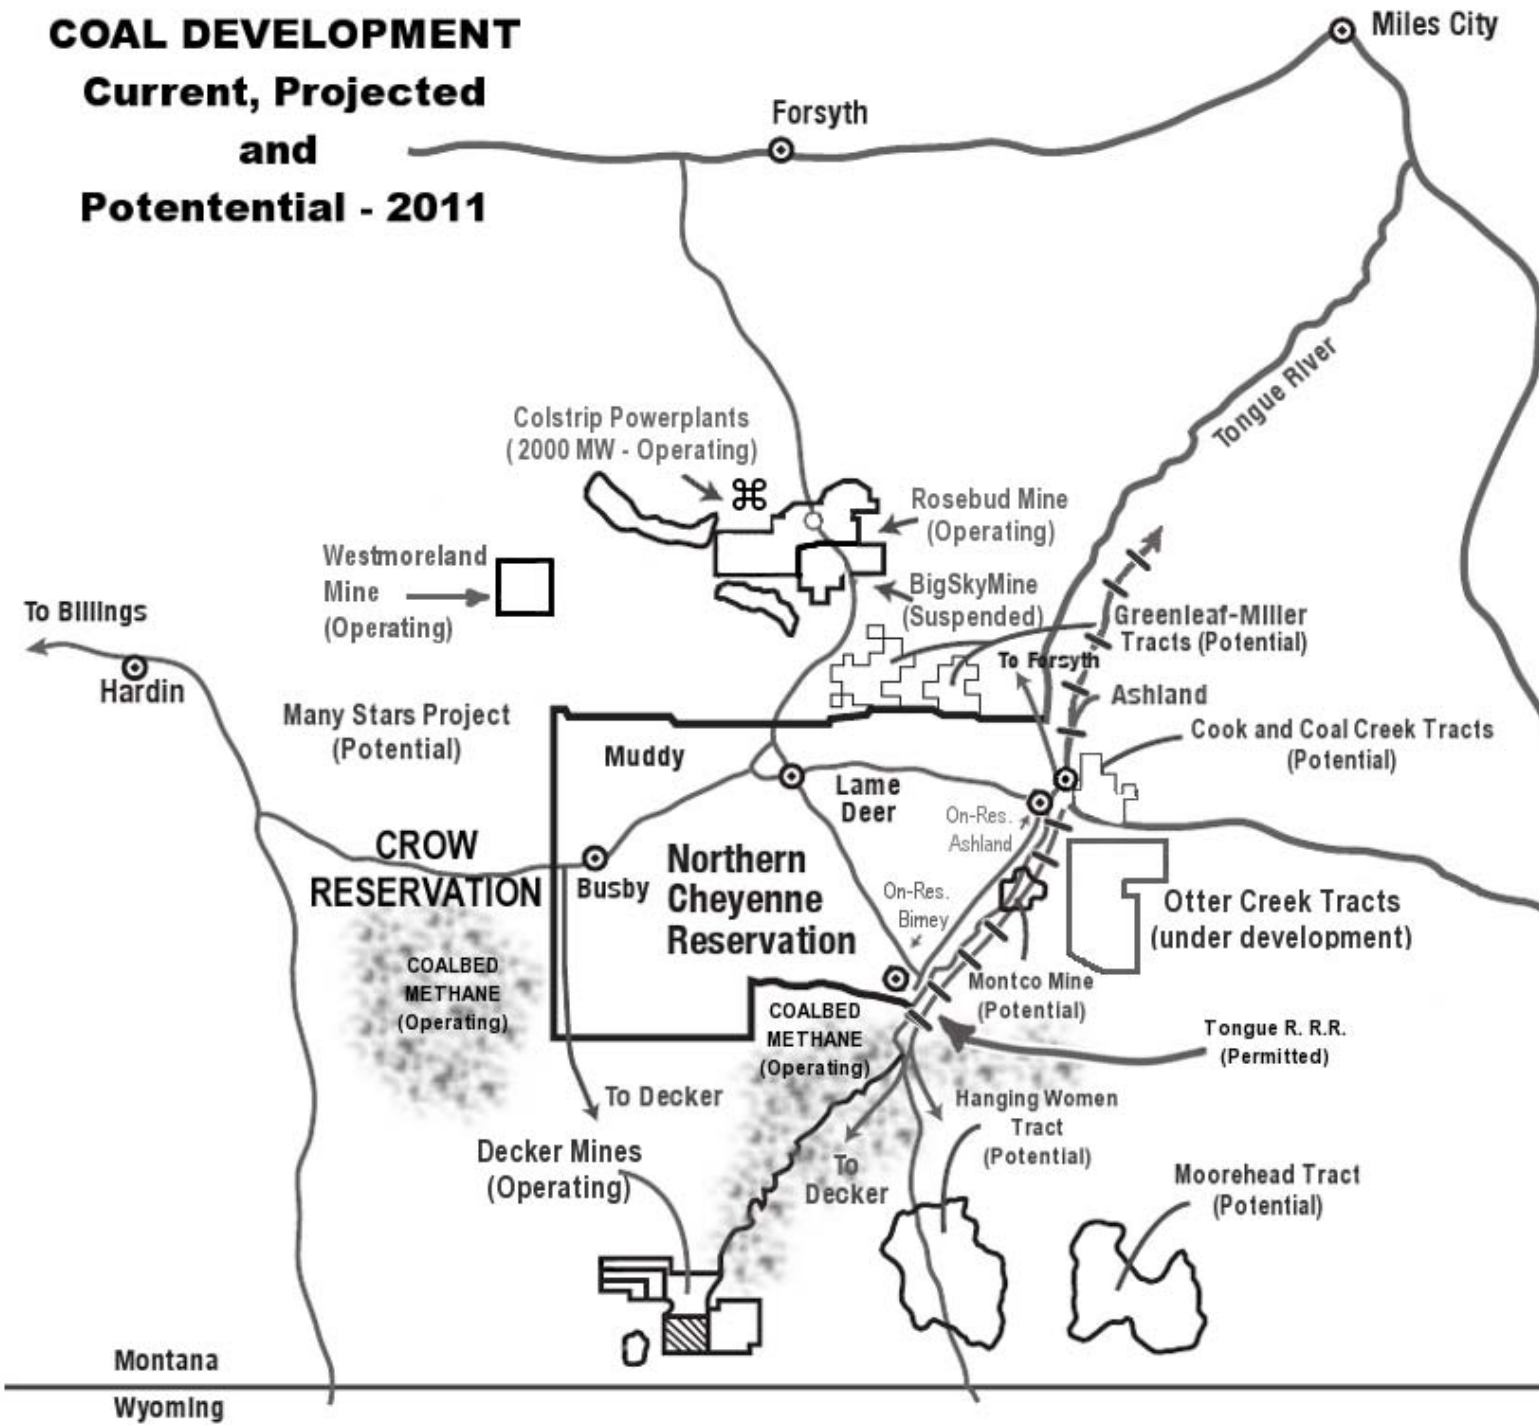 COAL DEVELOPMENT
Current, Projected
and
Potentential - 2011
Miles City
Forsyth
Tongue River
Colstrip Powerplants
( 2000 MW - Operating)
Rosebud Mine
(Operating)
Westmoreland
Mine
(Operating)
BigSkyMine
(Suspended)
Greenleaf-Miller
Tracts (Potential)
To Billings
Hardin
To Forsyth
Ashland
Many Stars Project
(Potential)
Cook and Coal Creek Tracts
(Potential)
Muddy
Lame
Deer
On-Res.
Ashland
CROW
RESERVATION
Busby
Northern
Cheyenne
Reservation
On-Res.
Birney
Otter Creek Tracts
(under development)
COALBED
METHANE
(Operating)
Montco Mine
(Potential)
COALBED
METHANE
(Operating)
Tongue R. R.R.
(Permitted)
To Decker
Hanging Women
Tract
(Potential)
Decker Mines
(Operating)
To
Decker
Moorehead Tract
(Potential)
Montana
Wyoming